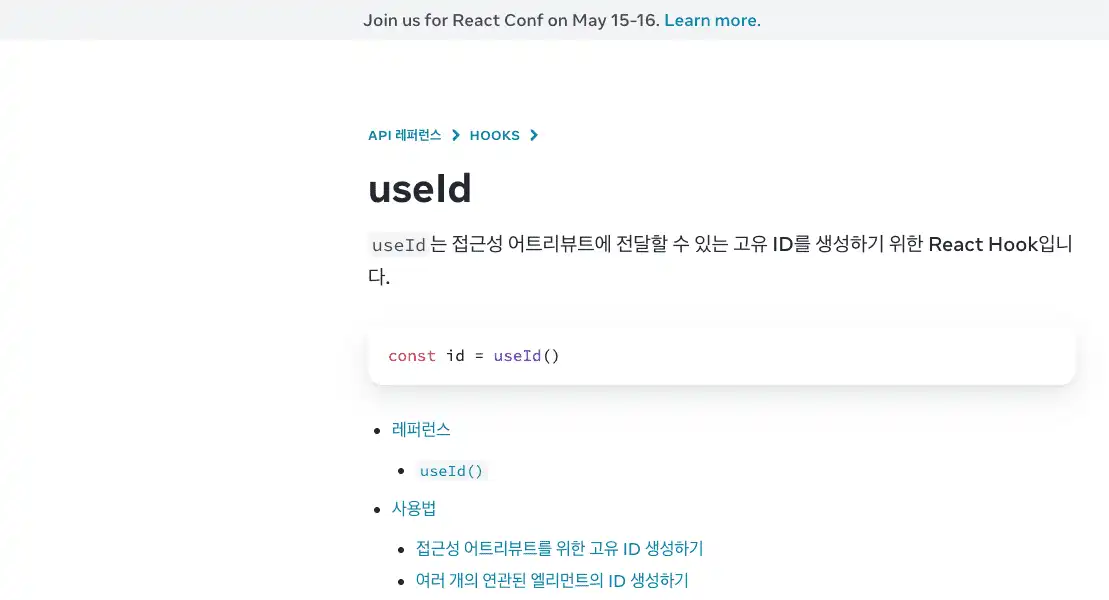 Join us for React Conf on May 15-16. Learn more.
API 레퍼런스 > HOOKS >
useId
useId 는 접근성 어트리뷰트에 전달할 수 있는 고유 ID를 생성하기 위한 React Hook입니
다.
const id = useId()
• 레퍼런스
• useId()
• 사용법
• 접근성 어트리뷰트를 위한 고유 ID 생성하기
• 여러 개의 연관된 엘리먼트의 ID 생성하기